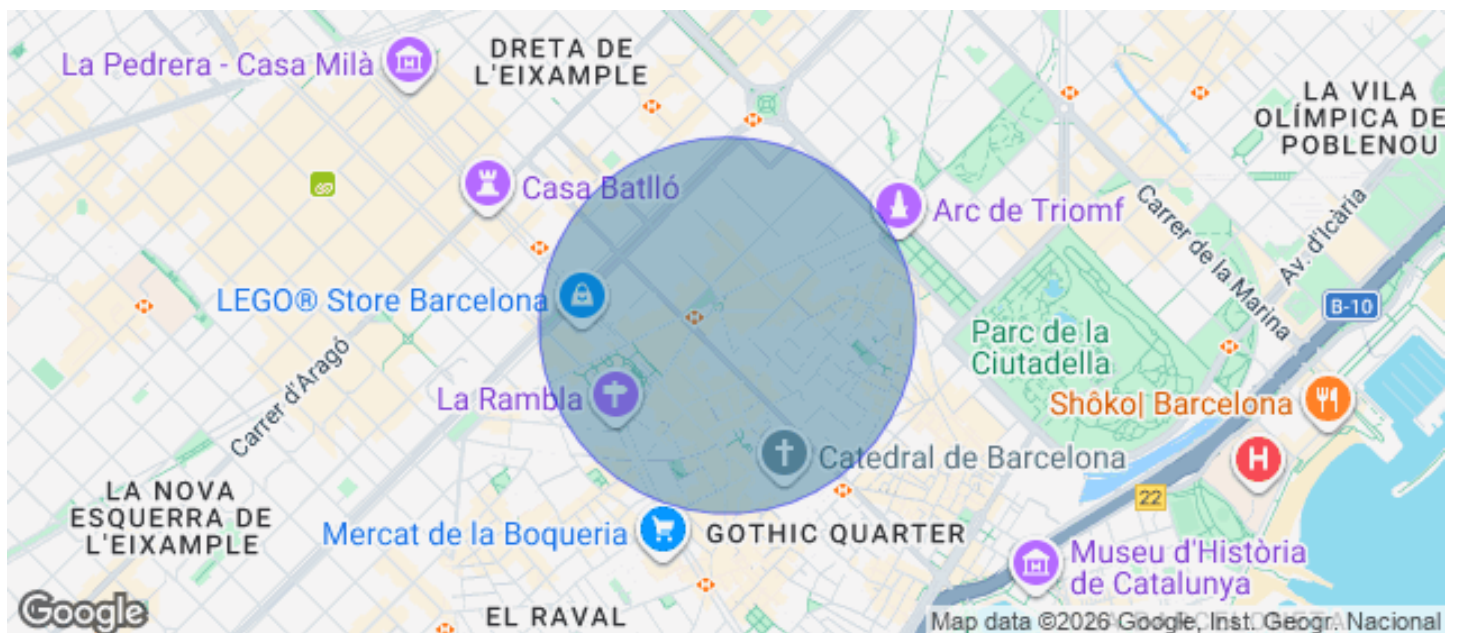 La Pedrera - Casa Milà
DRETA DE
L'EIXAMPLE
LA VILA
OLÍMPICA DE
POBLENOU
Casa Batlló
Arc de Triomf
Carrer de la Marina
Av. d'Icària
LEGO® Store Barcelona
B-10
Parc de la
Ciutadella
Carrer d'Aragó
La Rambla
Shôko| Barcelona
Catedral de Barcelona
H
LA NOVA
ESQUERRA DE
L'EIXAMPLE
22
Mercat de la Boqueria
GOTHIC QUARTER
Museu d'Història
de Catalunya
Google
EL RAVAL
Map data ©2026 Google, Inst. Geogr. Nacional